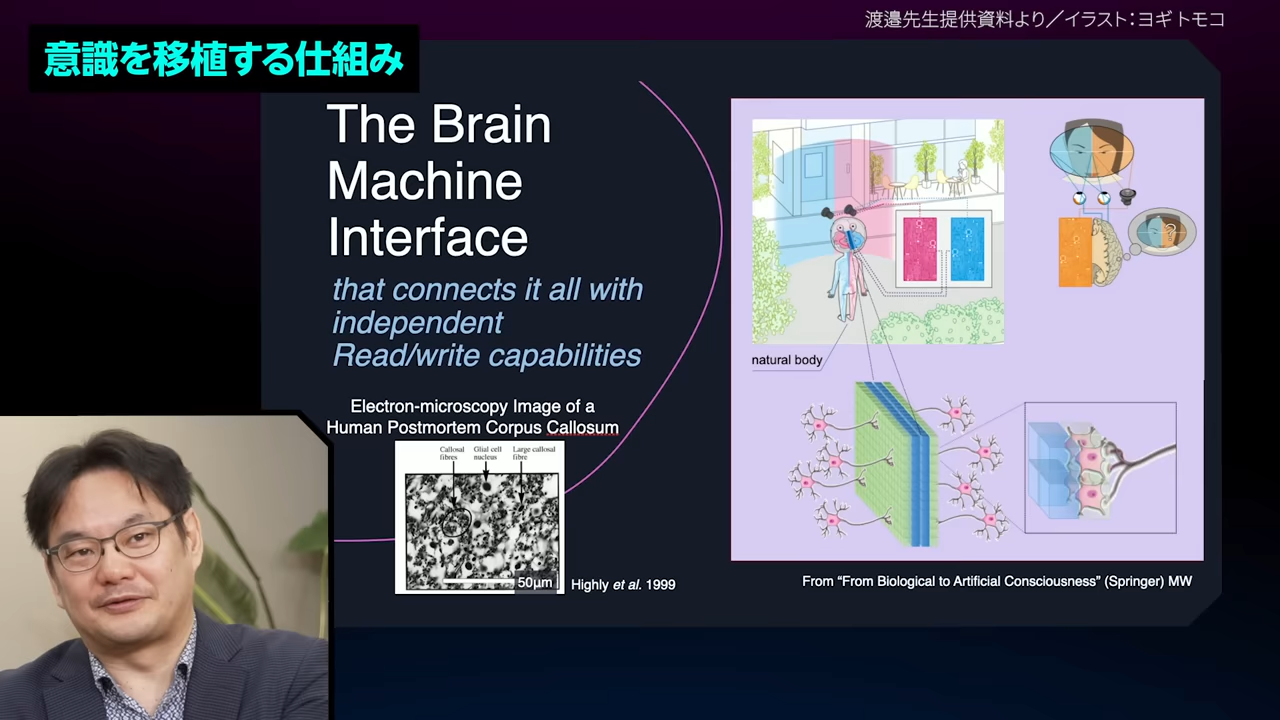 渡邉先生提供資料より／イラスト：ヨギトモコ
意識を移植する仕組み
The Brain
Machine
Interface
that connects it all with
independent
Read/write capabilities
Electron-microscopy Image of a
Human Postmortem Corpus Callosum
Callosal fibres
Glial cell nucleus
Large callosal fibre
50μm
Highly et al. 1999
natural body
From “From Biological to Artificial Consciousness” (Springer) MW